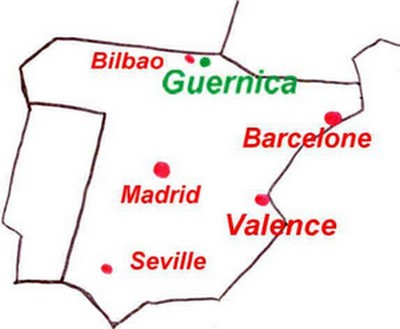 Bilbao
Guernica
Barcelone
Madrid
Valence
Seville